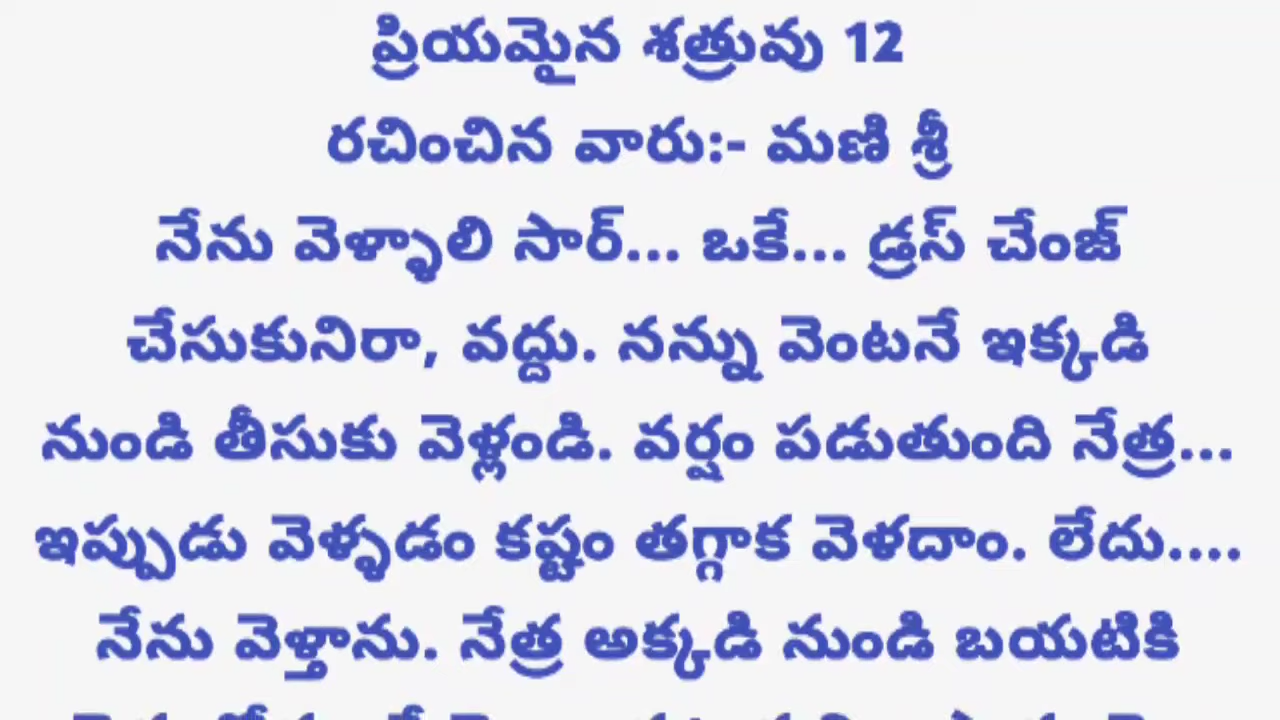 ప్రియమైన శత్రువు 12
రచించిన వారు:- మణి శ్రీ
నేను వెళ్ళాలి సార్... ఒకే... డ్రస్ చేంజ్
చేసుకునిరా, వద్దు. నన్ను వెంటనే ఇక్కడి
నుండి తీసుకు వెళ్లండి. వర్షం పడుతుంది నేత్ర...
ఇప్పుడు వెళ్ళడం కష్టం తగ్గాక వెళదాం. లేదు....
నేను వెళ్తాను. నేత్ర అక్కడి నుండి బయటికి